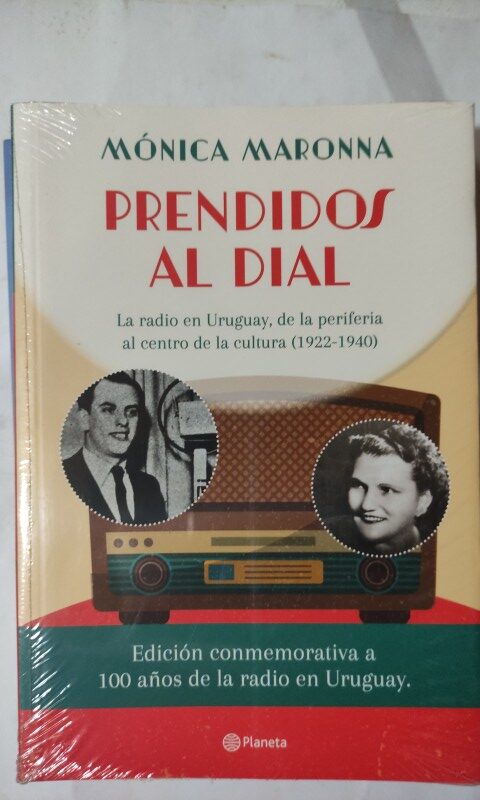 MÓNICA MARONNA
PRENDIDOS
AL DIAL
La radio en Uruguay, de la periferia
al centro de la cultura (1922-1940)
Edición conmemorativa a
100 años de la radio en Uruguay.
Planeta